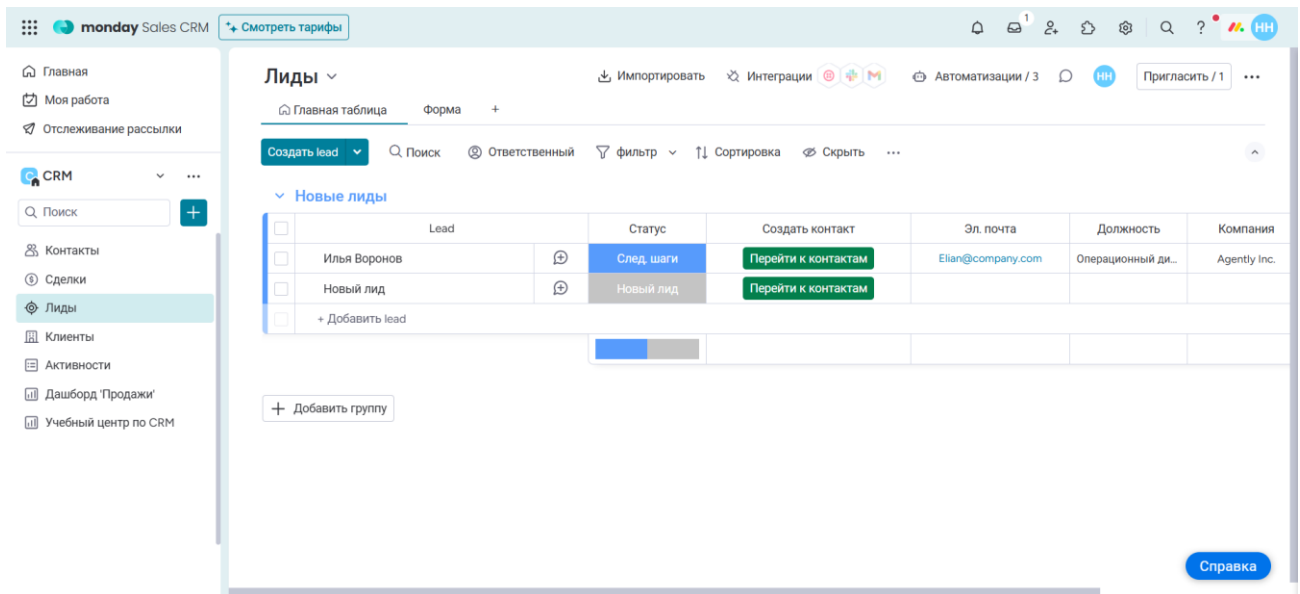 monday Sales CRM Смотреть тарифы 1 ? HH
Главная
Моя работа
Отслеживание рассылки
CRM
Поиск
Контакты
Сделки
Лиды
Клиенты
Активности
Дашборд 'Продажи'
Учебный центр по CRM
Лиды Импортировать Интеграции Автоматизации / 3 HH Пригласить / 1
Главная таблица Форма +
Создать lead Поиск Ответственный фильтр Сортировка Скрыть
Новые лиды
Lead Статус Создать контакт Эл. почта Должность Компания
Илья Воронов След. шаги Перейти к контактам Elian@company.com Операционный ди... Agently Inc.
Новый лид Новый лид Перейти к контактам
+ Добавить lead
+ Добавить группу
Справка